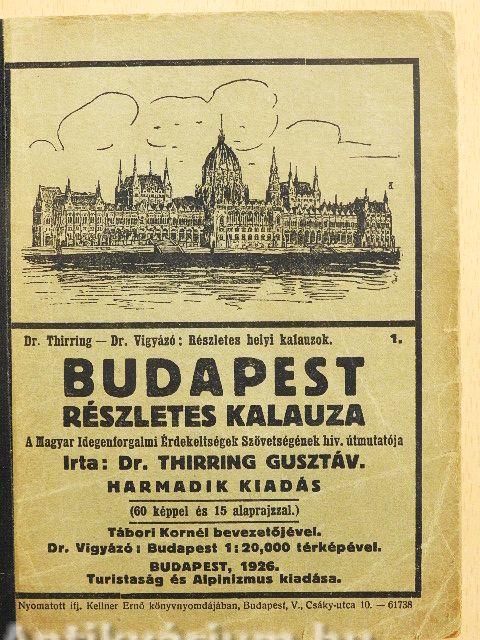 Dr. Thirring — Dr. Vigyázó: Részletes helyi kalauzok. 1.
BUDAPEST
RÉSZLETES KALAUZA
A Magyar Idegenforgalmi Érdekeltségek Szövetségének hiv. útmutatója
Irta: Dr. THIRRING GUSZTÁV.
HARMADIK KIADÁS
(60 képpel és 15 alaprajzzal.)
Tábori Kornél bevezetőjével.
Dr. Vigyázó: Budapest 1:20,000 térképével.
BUDAPEST, 1926.
Turistaság és Alpinizmus kiadása.
Nyomatott ifj. Kellner Ernő könyvnyomdájában, Budapest, V., Csáky-utca 10. — 61738
Antikvárium.hu